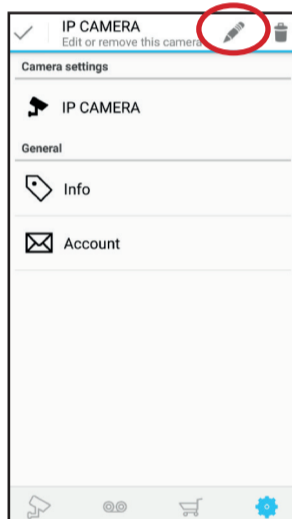 IP CAMERA
Edit or remove this camera
Camera settings
IP CAMERA
General
Info
Account